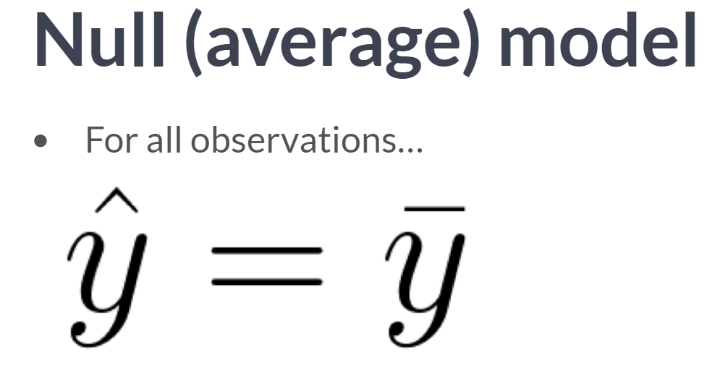 Null (average) model
• For all observations...
ŷ = ȳ